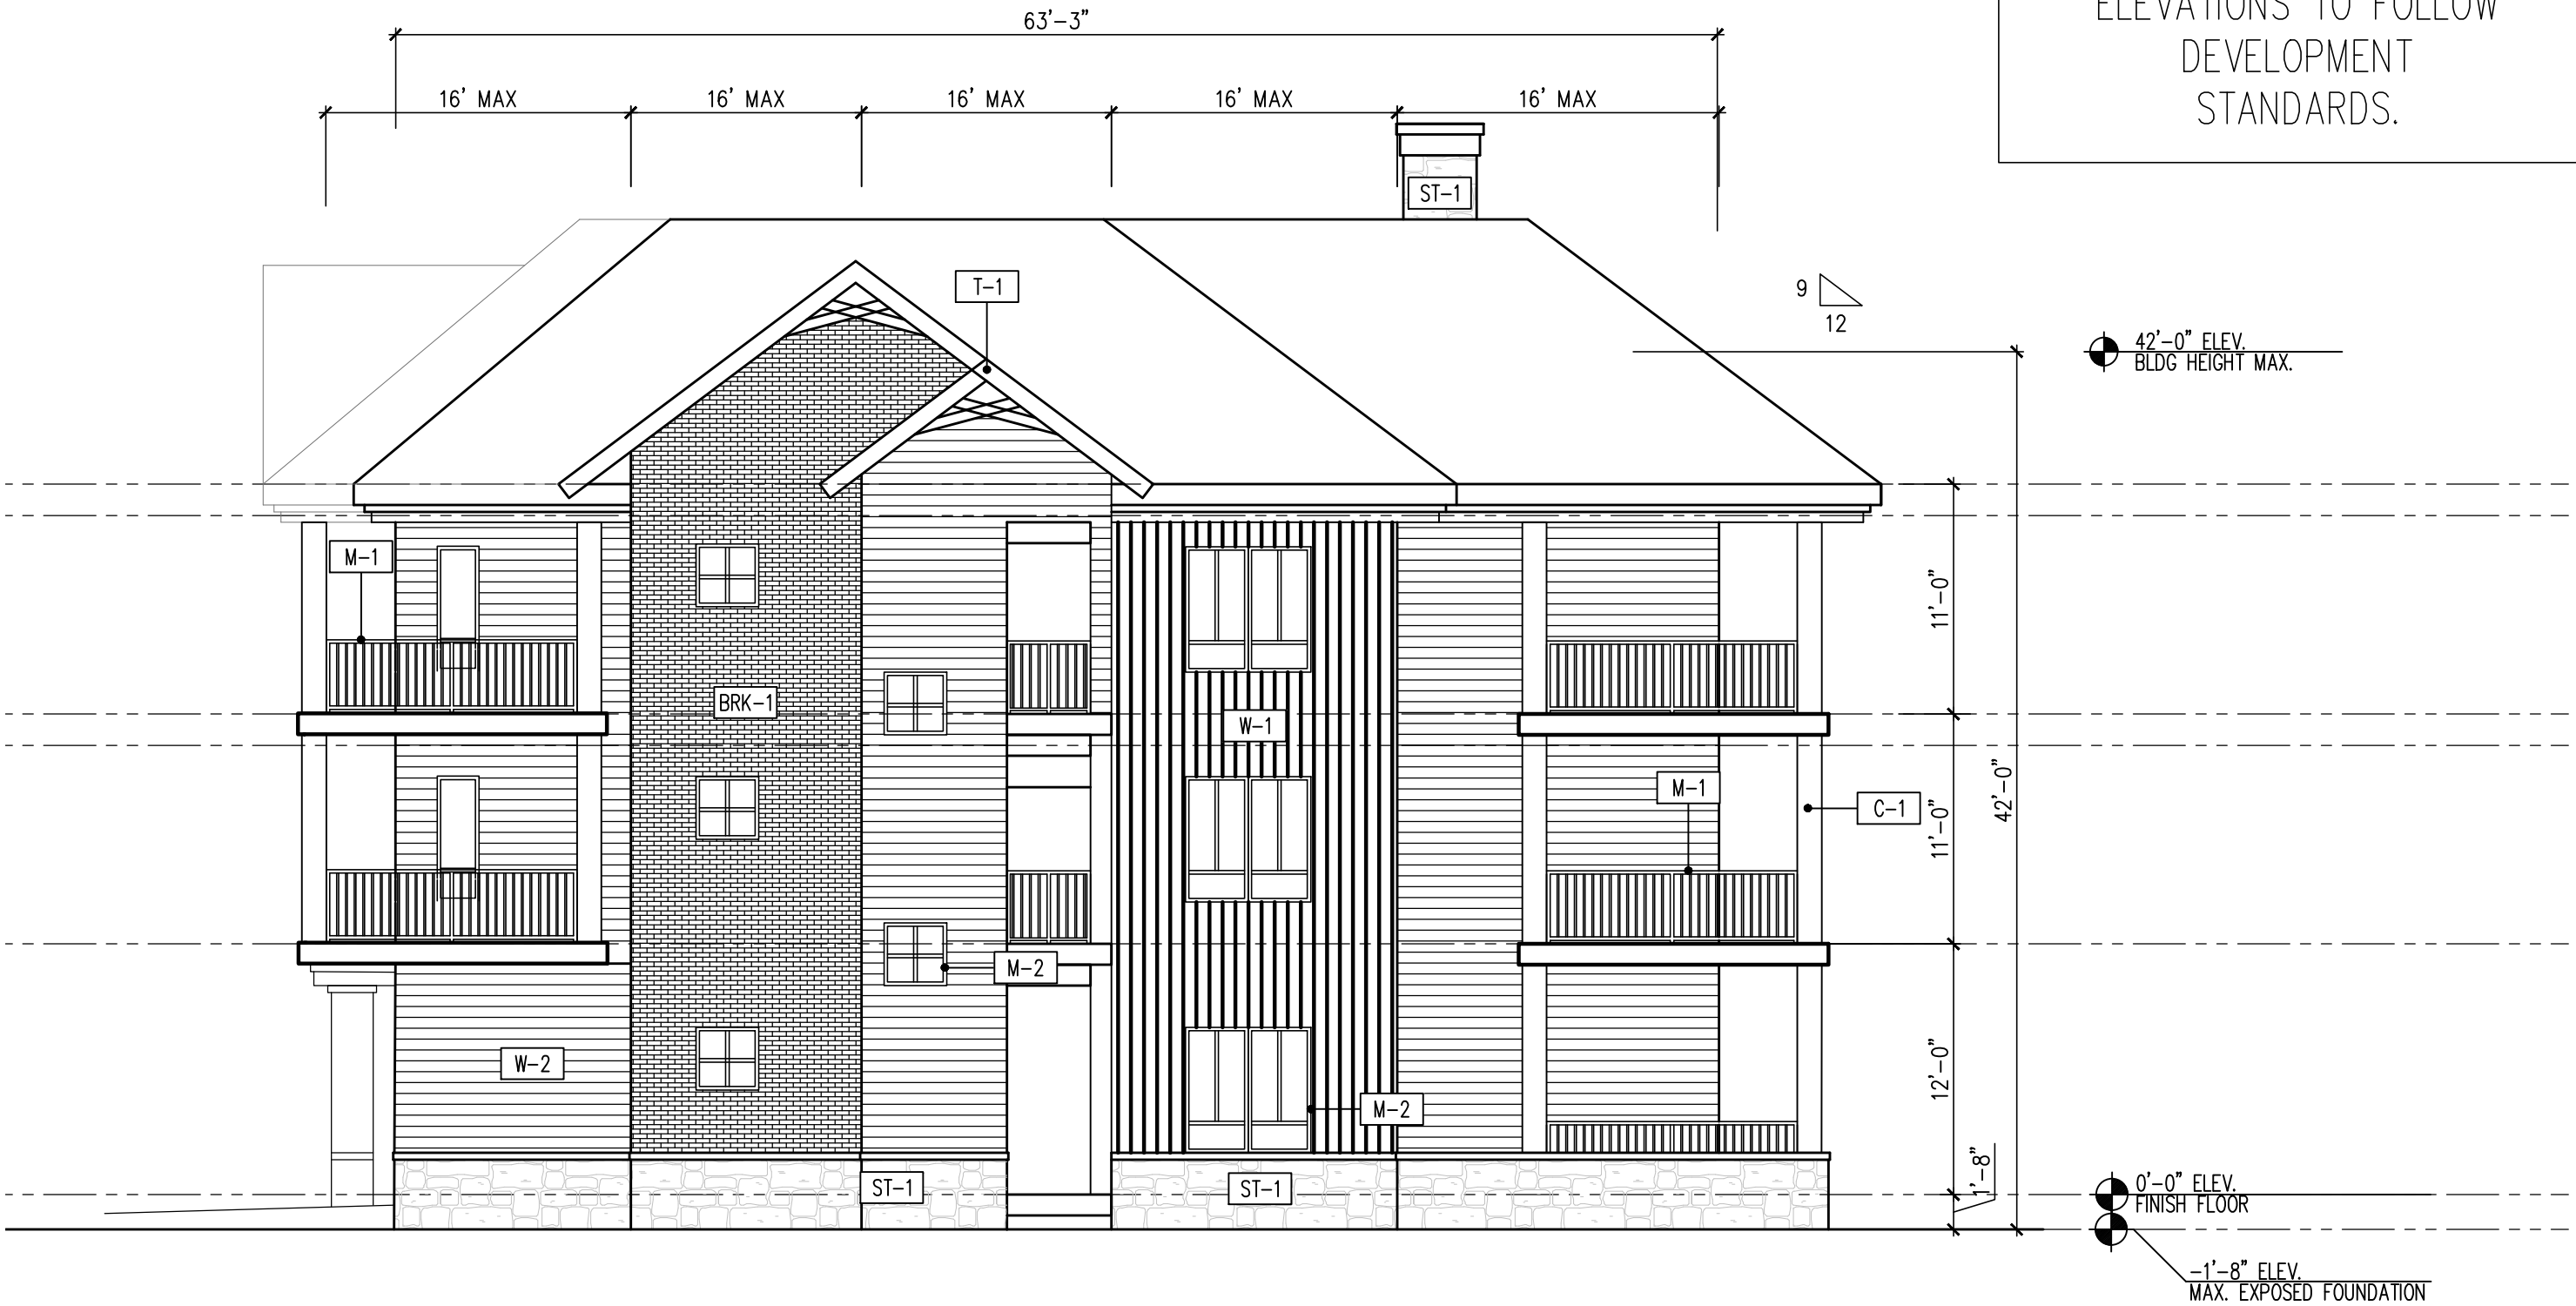 ELEVATIONS TO FOLLOW
DEVELOPMENT
STANDARDS.
63'-3"
16' MAX
16' MAX
16' MAX
16' MAX
16' MAX
ST-1
T-1
9
12
42'-0" ELEV.
BLDG HEIGHT MAX.
M-1
11'-0"
BRK-1
W-1
M-1
C-1
11'-0"
42'-0"
M-2
W-2
12'-0"
M-2
ST-1
ST-1
1'-8"
0'-0" ELEV.
FINISH FLOOR
-1'-8" ELEV.
MAX. EXPOSED FOUNDATION